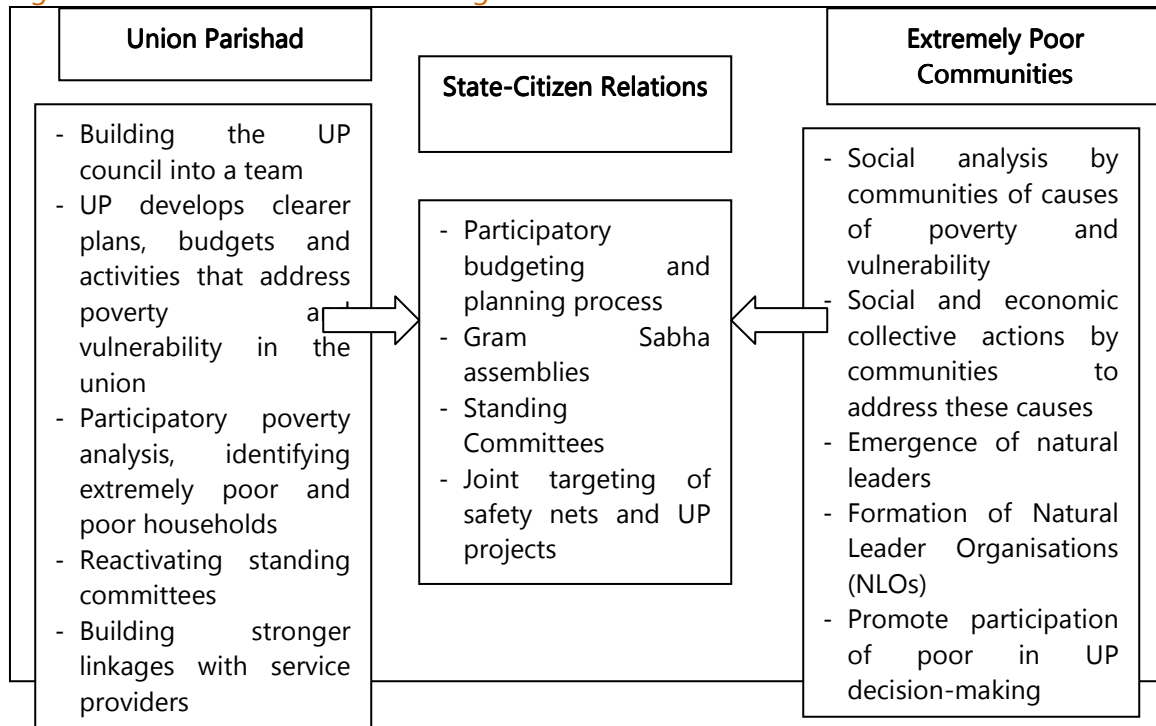 Union Parishad
- Building the UP
council into a team
- UP develops clearer
plans, budgets and
activities that address
poverty
vulnerability in the
union
- Participatory poverty
analysis, identifying
extremely poor and
poor households
- Reactivating standing
committees
- Building stronger
linkages with service
providers
State-Citizen Relations
- Participatory
budgeting and
planning process
- Gram Sabha
assemblies
- Standing
Committees
- Joint targeting of
safety nets and UP
projects
Extremely Poor
Communities
- Social analysis by
communities of causes
of poverty and
vulnerability
- Social and economic
collective actions by
communities to
address these causes
- Emergence of natural
leaders
- Formation of Natural
Leader Organisations
(NLOs)
- Promote participation
of poor in UP
decision-making